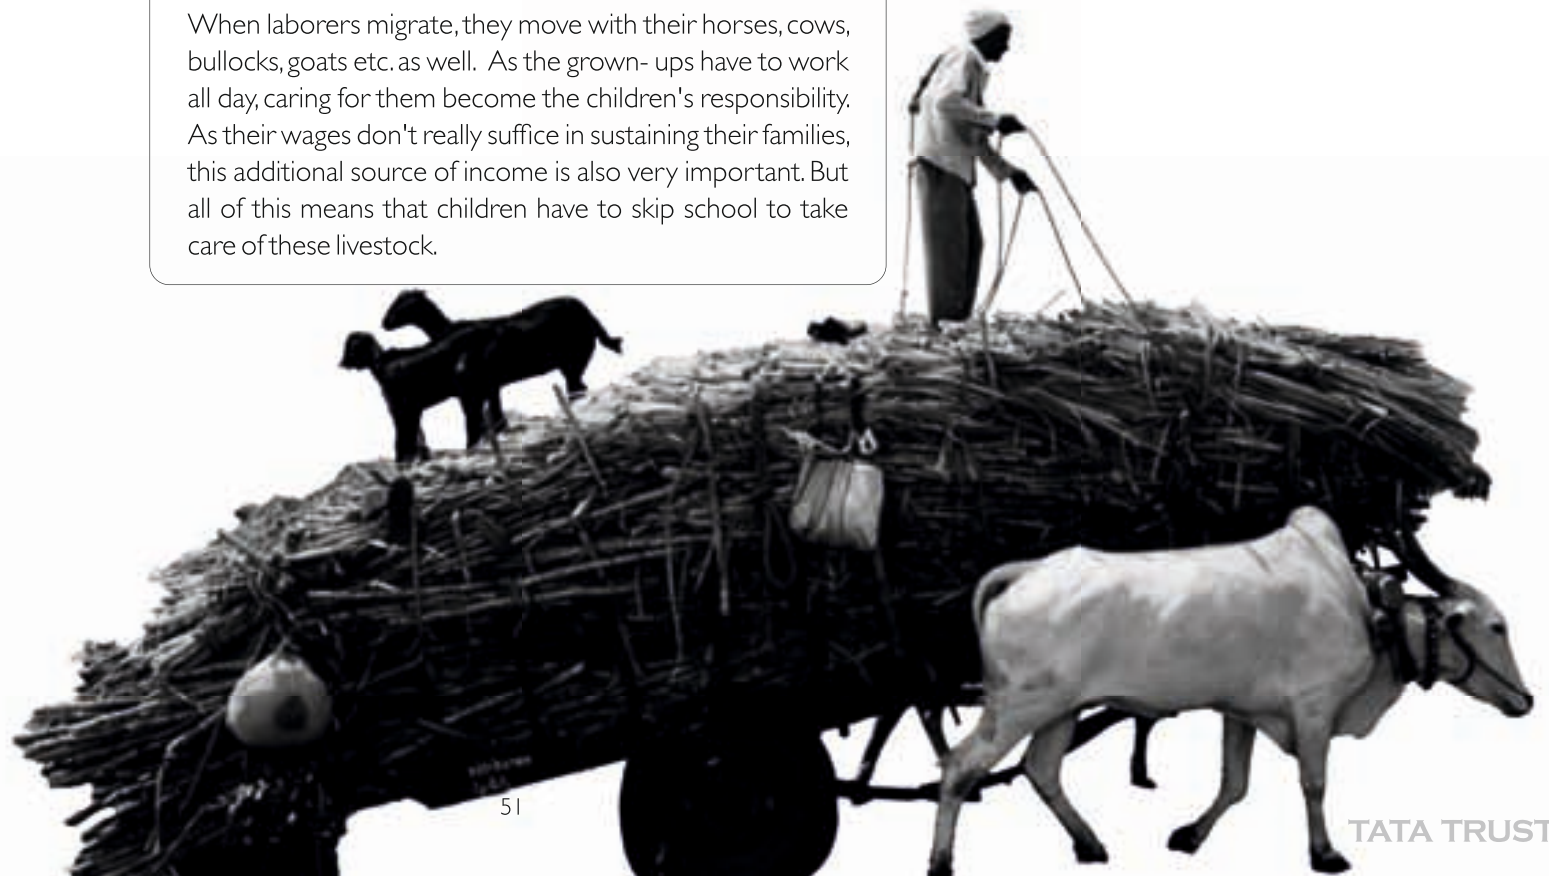 When laborers migrate, they move with their horses, cows,
bullocks, goats etc. as well. As the grown- ups have to work
all day, caring for them become the children's responsibility.
As their wages don't really suffice in sustaining their families,
this additional source of income is also very important. But
all of this means that children have to skip school to take
care of these livestock.
51
TATA TRUST